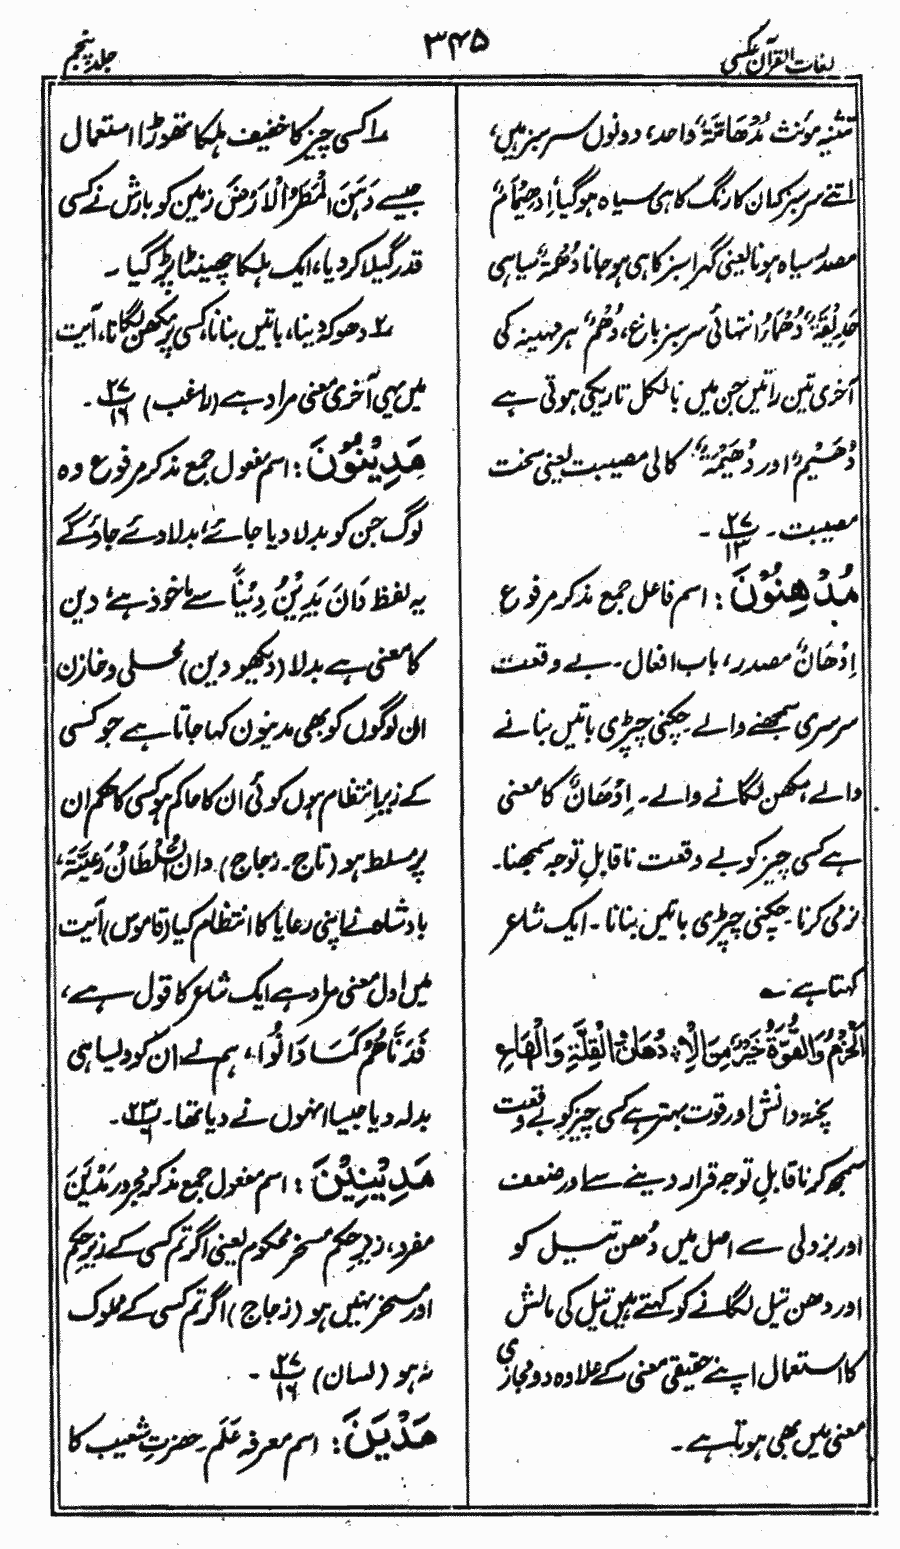 لغات القرآن عکسی
۳۴۵
جلد پنجم
تثنیہ مؤنث مُدْهَامَّةٌ واحد، دونوں سرسبز ہیں،
اتنے سرسبز کہ ان کا رنگ کاہی سیاہ ہوگیا، اِدْهِيْمَامٌ
مصدر سیاہ ہونا یعنی گہرا سبز کاہی ہو جانا دُهْمَةٌ سیاہی
حَدِيْقَةٌ دُهْمَاءُ انتہائی سرسبز باغ، دُهْمٌ ہر مہینہ کی
آخری تین راتیں جن میں بالکل تاریکی ہوتی ہے
دُهَيْمٌ اور دُهَيْمَةٌ کالی مصیبت یعنی سخت
مصیبت۔ ۲۷/۱۳ ۔
مُدْهِنُوْنَ: اسم فاعل جمع مذکر مرفوع
اِدْهَانٌ مصدر، باب افعال۔ بے وقعت
سرسری سمجھنے والے۔ چکنی چپڑی باتیں بنانے
والے مکھن لگانے والے۔ اِدْهَانٌ کا معنی
ہے کسی چیز کو بے وقعت ناقابلِ توجہ سمجھنا۔
نرمی کرنا۔ چکنی چپڑی باتیں بنانا۔ ایک شاعر
کہتا ہے ؎
اَلْحَزْمُ وَالْقُوَّةُ خَيْرٌ مِنَ الْاِدْهَانِ وَالْقِلَّةِ وَالْهَاعِ
پختہ دانش اور قوت بہتر ہے کسی چیز کو بے وقعت
سمجھ کر ناقابلِ توجہ قرار دینے سے اور ضعف
اور بزدلی سے اصل میں دُھن تیل کو
اور دھن تیل لگانے کو کہتے ہیں تیل کی مالش
کا استعمال اپنے حقیقی معنی کے علاوہ دو مجازی
معنی میں بھی ہوتا ہے۔
۱ کسی چیز کا خفیف ہلکا تھوڑا استعمال
جیسے دَهَنَ الْمَطَرُ الْاَرْضَ زمین کو بارش نے کسی
قدر گیلا کر دیا، ایک ہلکا چھینٹا پڑ گیا۔
۲ دھوکہ دینا، باتیں بنانا، کسی پر مکھن لگانا، آیت
میں یہی آخری معنی مراد ہے (راغب) ۲۷/۱۶ ۔
مَدِيْنُوْنَ: اسم مفعول جمع مذکر مرفوع وہ
لوگ جن کو بدلا دیا جائے، بدلا دئے جاؤگے
یہ لفظ دَانَ يَدِيْنُ دِيْنًا سے ماخوذ ہے، دین
کا معنی ہے بدلا (دیکھو دین) محلی و خازن
ان لوگوں کو بھی مدینون کہا جاتا ہے جو کسی
کے زیرِ انتظام ہوں کوئی ان کا حاکم ہو کسی کا حکم ان
پر مسلط ہو (تاج۔ زجاج)۔ دان السُّلْطَانُ رَعِيَّتَهٗ،
بادشاہ نے اپنی رعایا کا انتظام کیا (قاموس) آیت
میں اول معنی مراد ہے ایک شاعر کا قول ہے،
قَدْ دِنَّاهُمْ كَمَا دَانُوْا، ہم نے ان کو ویسا ہی
بدلہ دیا جیسا انہوں نے دیا تھا۔ ۲۳/۶ ۔
مَدِيْنِيْنَ: اسم مفعول جمع مذکر مجرور مَدْيَن
مفرد، زیرِ حکم مسخر محکوم یعنی اگر تم کسی کے زیرِ حکم
اور مسخر نہیں ہو (زجاج) اگر تم کسی کے مملوک
نہ ہو (لسان) ۲۷/۱۶ ۔
مَدْيَنَ: اسم معرفہ عَلَم۔ حضرتِ شعیب کا